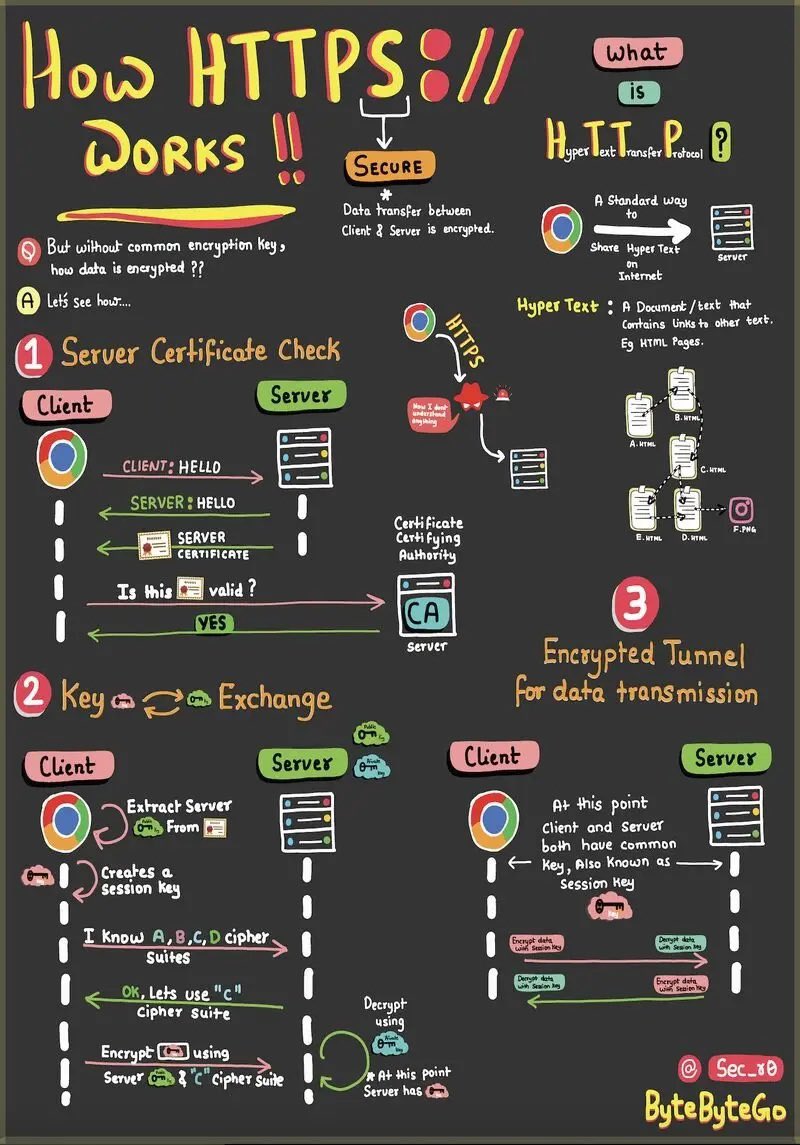 How HTTPS://
WORKS !!
SECURE
*
Data transfer between
Client & Server is encrypted.
What
is
HTTP ?
Hyper Text Transfer Protocol
A Standard way
to
Share Hyper Text
on
Internet
server
Hyper Text : A Document/text that
Contains links to other text.
Eg HTML Pages.
A.HTML
B.HTML
C.HTML
D.HTML
E.HTML
F.PNG
Q But without common encryption key,
how data is encrypted ??
A Let's see how....
HTTPS
Now I dont
understand
anything
1 Server Certificate Check
Client
Server
CLIENT: HELLO
SERVER: HELLO
SERVER
CERTIFICATE
Is this valid ?
YES
Certificate
Certifying
Authority
CA
server
2 Key Exchange
Client
Server
Public
Key
Private
Key
Extract Server
From
Creates a
session key
I know A,B,C,D cipher
suites
OK, Lets use "C"
Cipher suite
Encrypt using
Server & "C" cipher suite
Decrypt
using
* At this point
Server has
3
Encrypted Tunnel
for data transmission
Client
Server
At this point
Client and Server
both have common
Key, Also Known as
Session Key
Key
Encrypt data
with Session Key
Decrypt data
with Session Key
Decrypt data
with Session Key
Encrypt data
with Session Key
@ Sec_r0
ByteByteGo